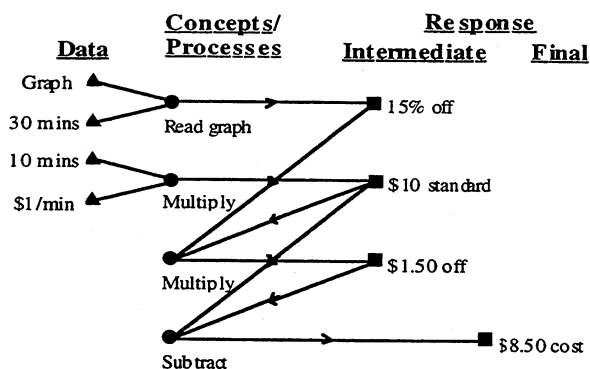 Concepts/ Response
Data Processes Intermediate Final
Graph
15% off
30 mins
Read graph
10 mins
$10 standard
$1/min
Multiply
$1.50 off
Multiply
$8.50 cost
Subtract